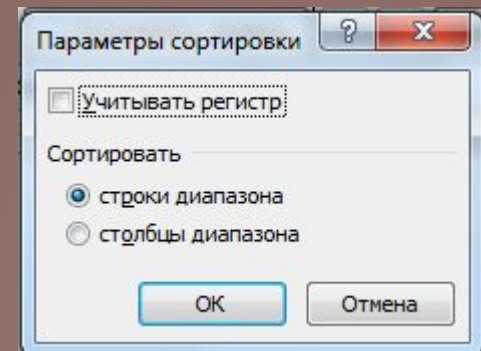 Параметры сортировки
Учитывать регистр
Сортировать
строки диапазона
столбцы диапазона
ОК Отмена